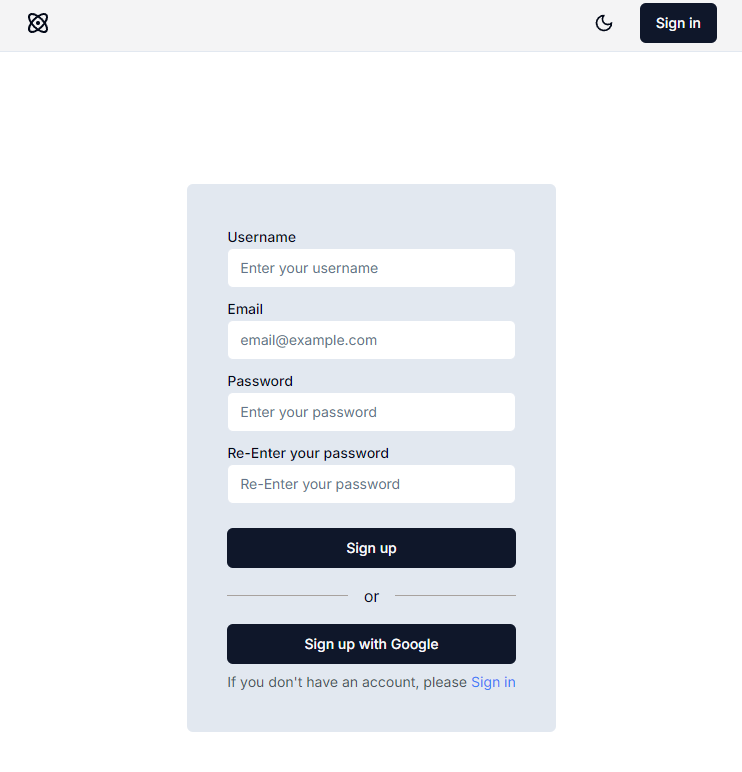 Sign in
Username
Enter your username
Email
email@example.com
Password
Enter your password
Re-Enter your password
Re-Enter your password
Sign up
or
Sign up with Google
If you don't have an account, please Sign in